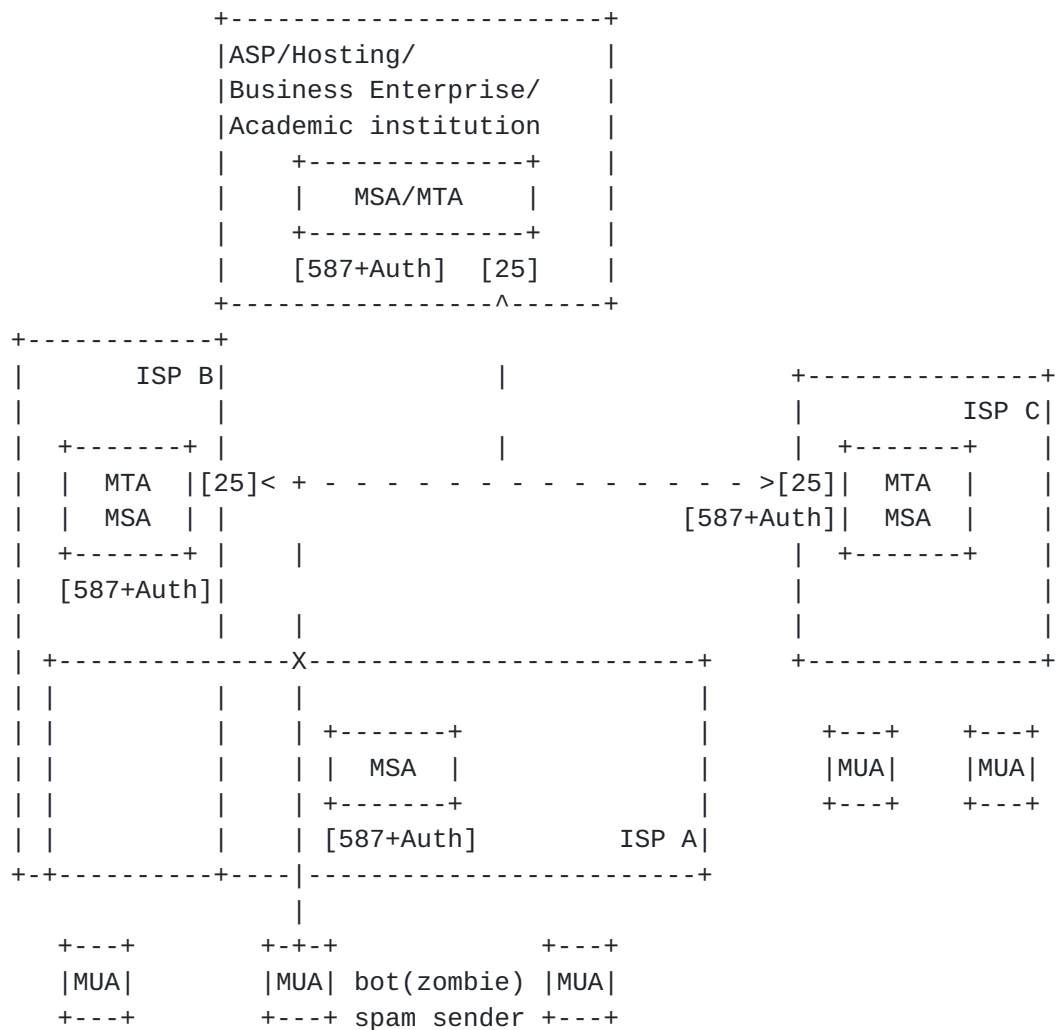 ASP/Hosting/
Business Enterprise/
Academic institution
MSA/MTA
[587+Auth] [25]
ISP B
ISP C
MTA [25]< >[25] MTA
MSA [587+Auth] MSA
[587+Auth]
X
MSA MUA MUA
[587+Auth] ISP A
MUA MUA bot(zombie) MUA
spam sender